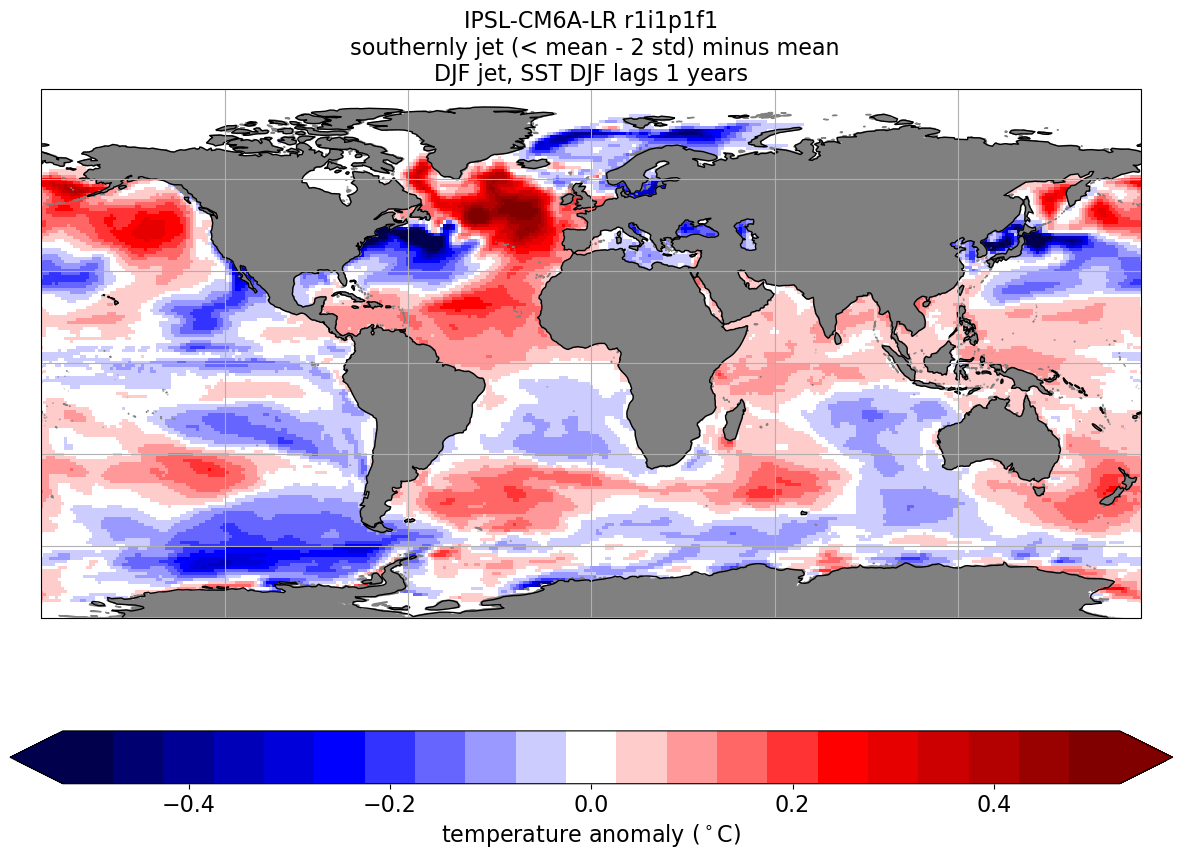 IPSL-CM6A-LR r1i1p1f1
southernly jet (< mean - 2 std) minus mean
DJF jet, SST DJF lags 1 years
−0.4 −0.2 0.0 0.2 0.4
temperature anomaly (°C)